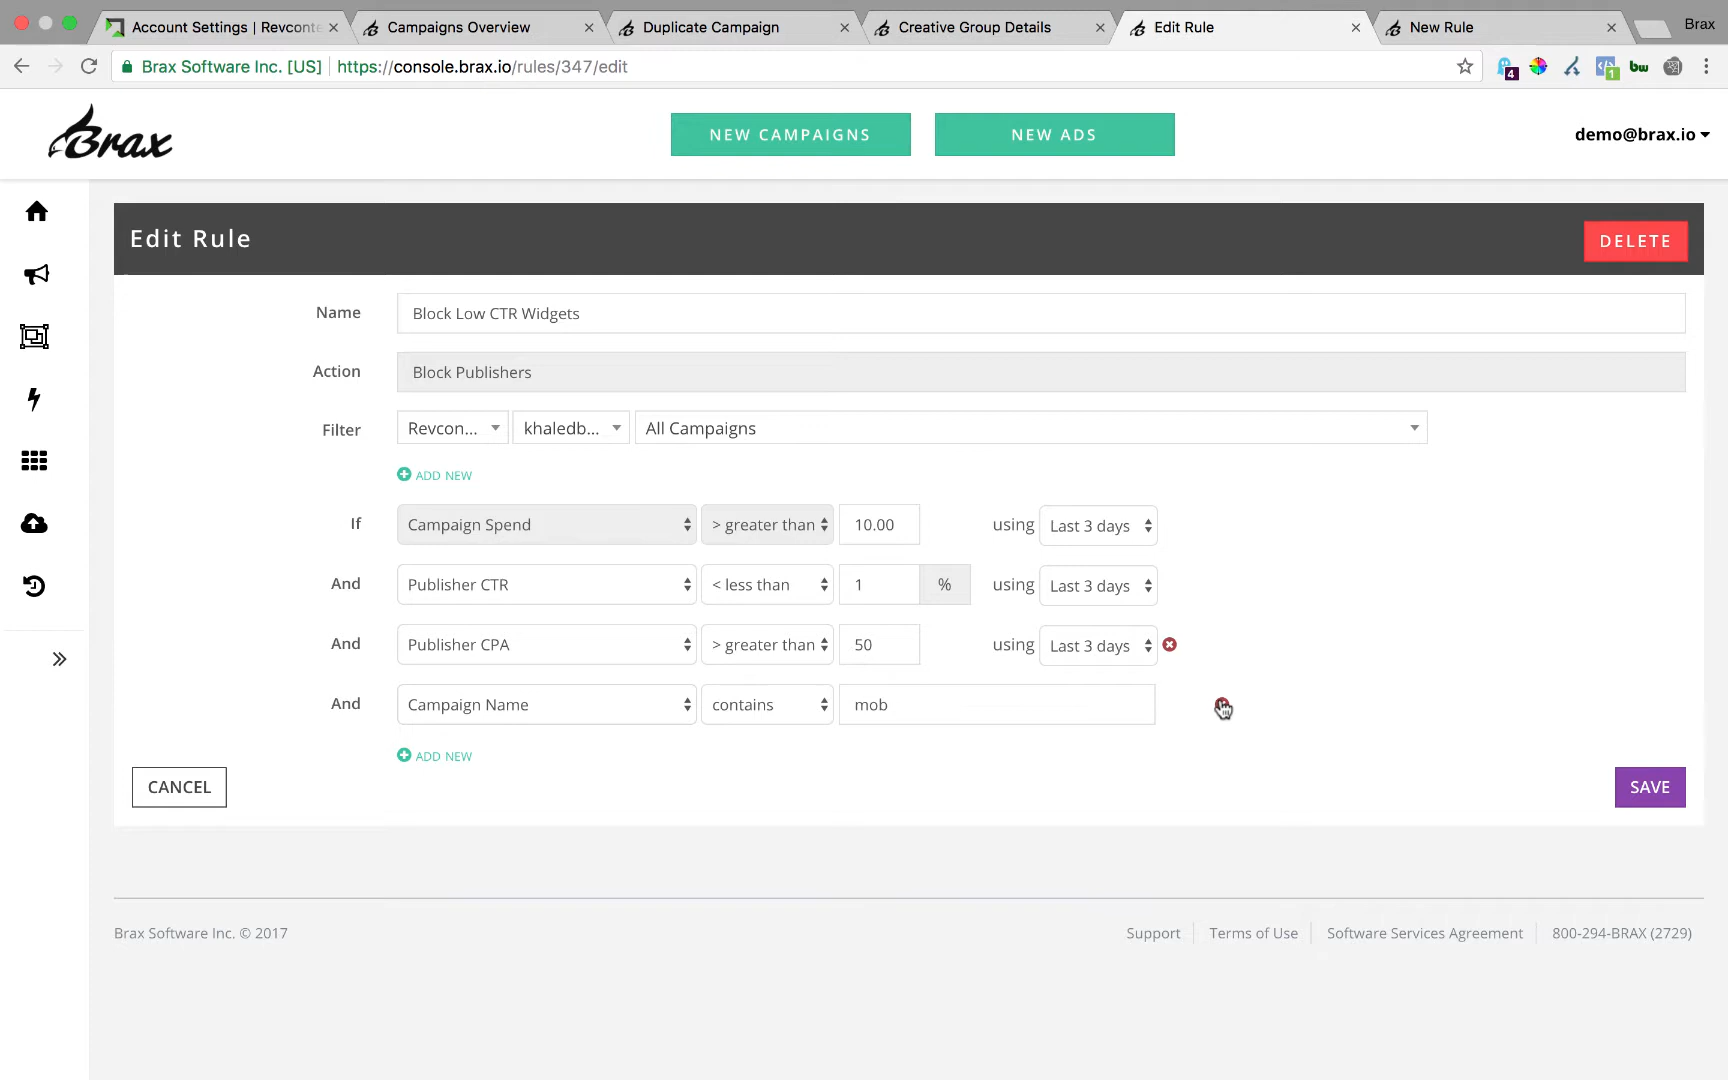 Account Settings | Revconte
Campaigns Overview
Duplicate Campaign
Creative Group Details
Edit Rule
New Rule
Brax
Brax Software Inc. [US] https://console.brax.io/rules/347/edit
4
1
bw
Brax
NEW CAMPAIGNS
NEW ADS
demo@brax.io
Edit Rule
DELETE
Name Block Low CTR Widgets
Action Block Publishers
Filter Revcon... khaledb... All Campaigns
ADD NEW
If Campaign Spend > greater than 10.00 using Last 3 days
And Publisher CTR < less than 1 % using Last 3 days
And Publisher CPA > greater than 50 using Last 3 days
And Campaign Name contains mob
ADD NEW
CANCEL
SAVE
Brax Software Inc. © 2017
Support Terms of Use Software Services Agreement 800-294-BRAX (2729)